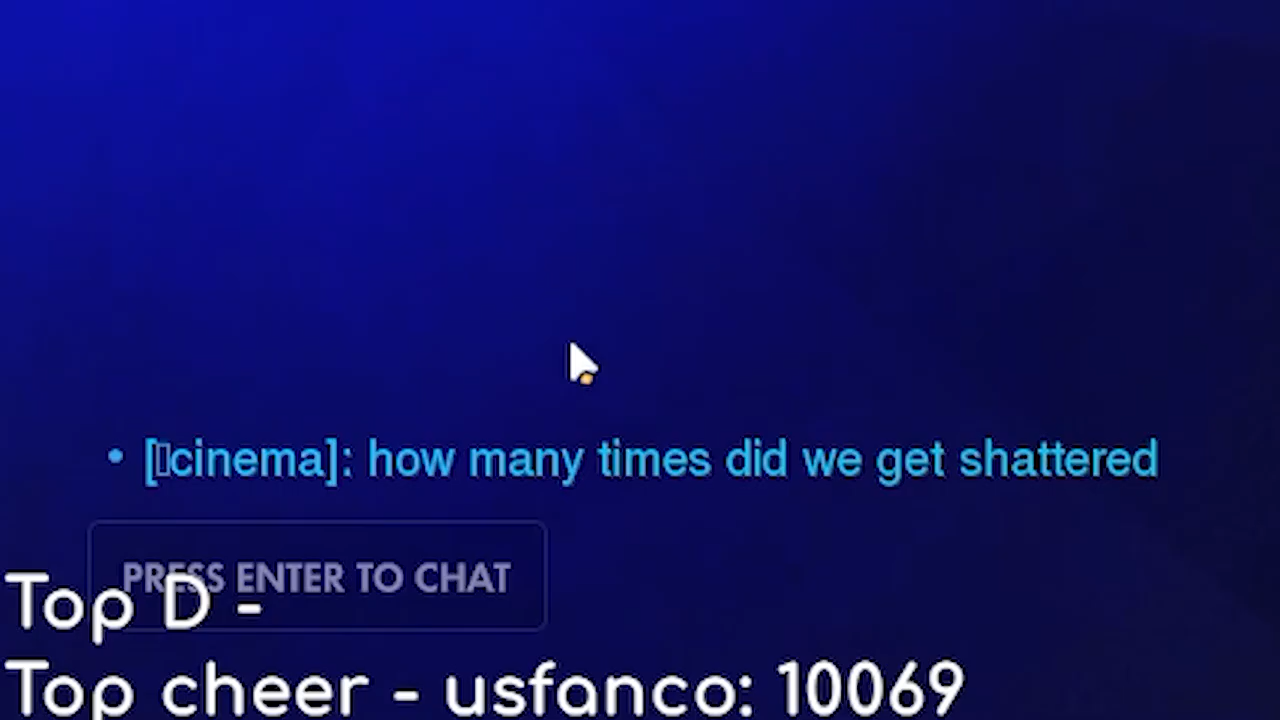 • [▯cinema]: how many times did we get shattered
PRESS ENTER TO CHAT
Top D -
Top cheer - usfanco: 10069